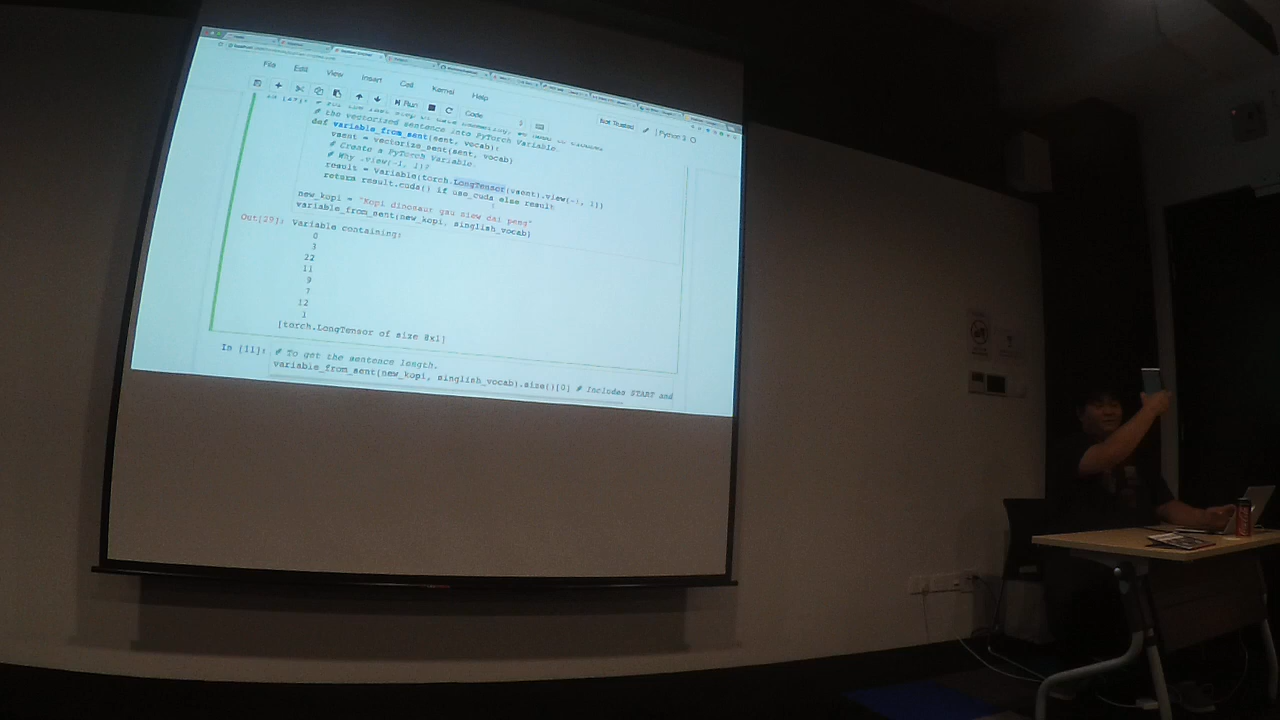 File Edit View Insert Cell Kernel Help
Run Code Not Trusted Python 3
# the vectorized sentence into PyTorch Variable.
def variable_from_sent(sent, vocab):
vsent = vectorize_sent(sent, vocab)
# Create a PyTorch Variable
# Why .view(-1, 1)?
result = Variable(torch.LongTensor(vsent).view(-1, 1))
return result.cuda() if use_cuda else result
new_kopi = "Kopi dinosaur gau siew dai peng"
variable_from_sent(new_kopi, singlish_vocab)
Out[29]: Variable containing:
0
3
22
11
9
7
12
1
[torch.LongTensor of size 8x1]
In [11]: # To get the sentence length.
variable_from_sent(new_kopi, singlish_vocab).size()[0] # Includes START and